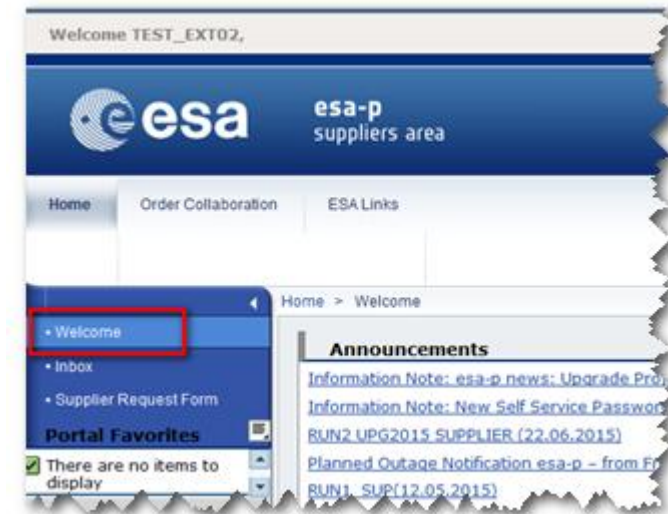 Welcome TEST_EXT02,
esa
esa-p
suppliers area
Home Order Collaboration ESA Links
Home > Welcome
• Welcome
• Inbox
• Supplier Request Form
Portal Favorites
There are no items to
display
Announcements
Information Note: esa-p news: Upgrade
Information Note: New Self Service
RUN2 UPG2015 SUPPLIER (22.06.2015)
Planned Outage Notification esa-p – from
RUN1_SUP(12.05.2015)